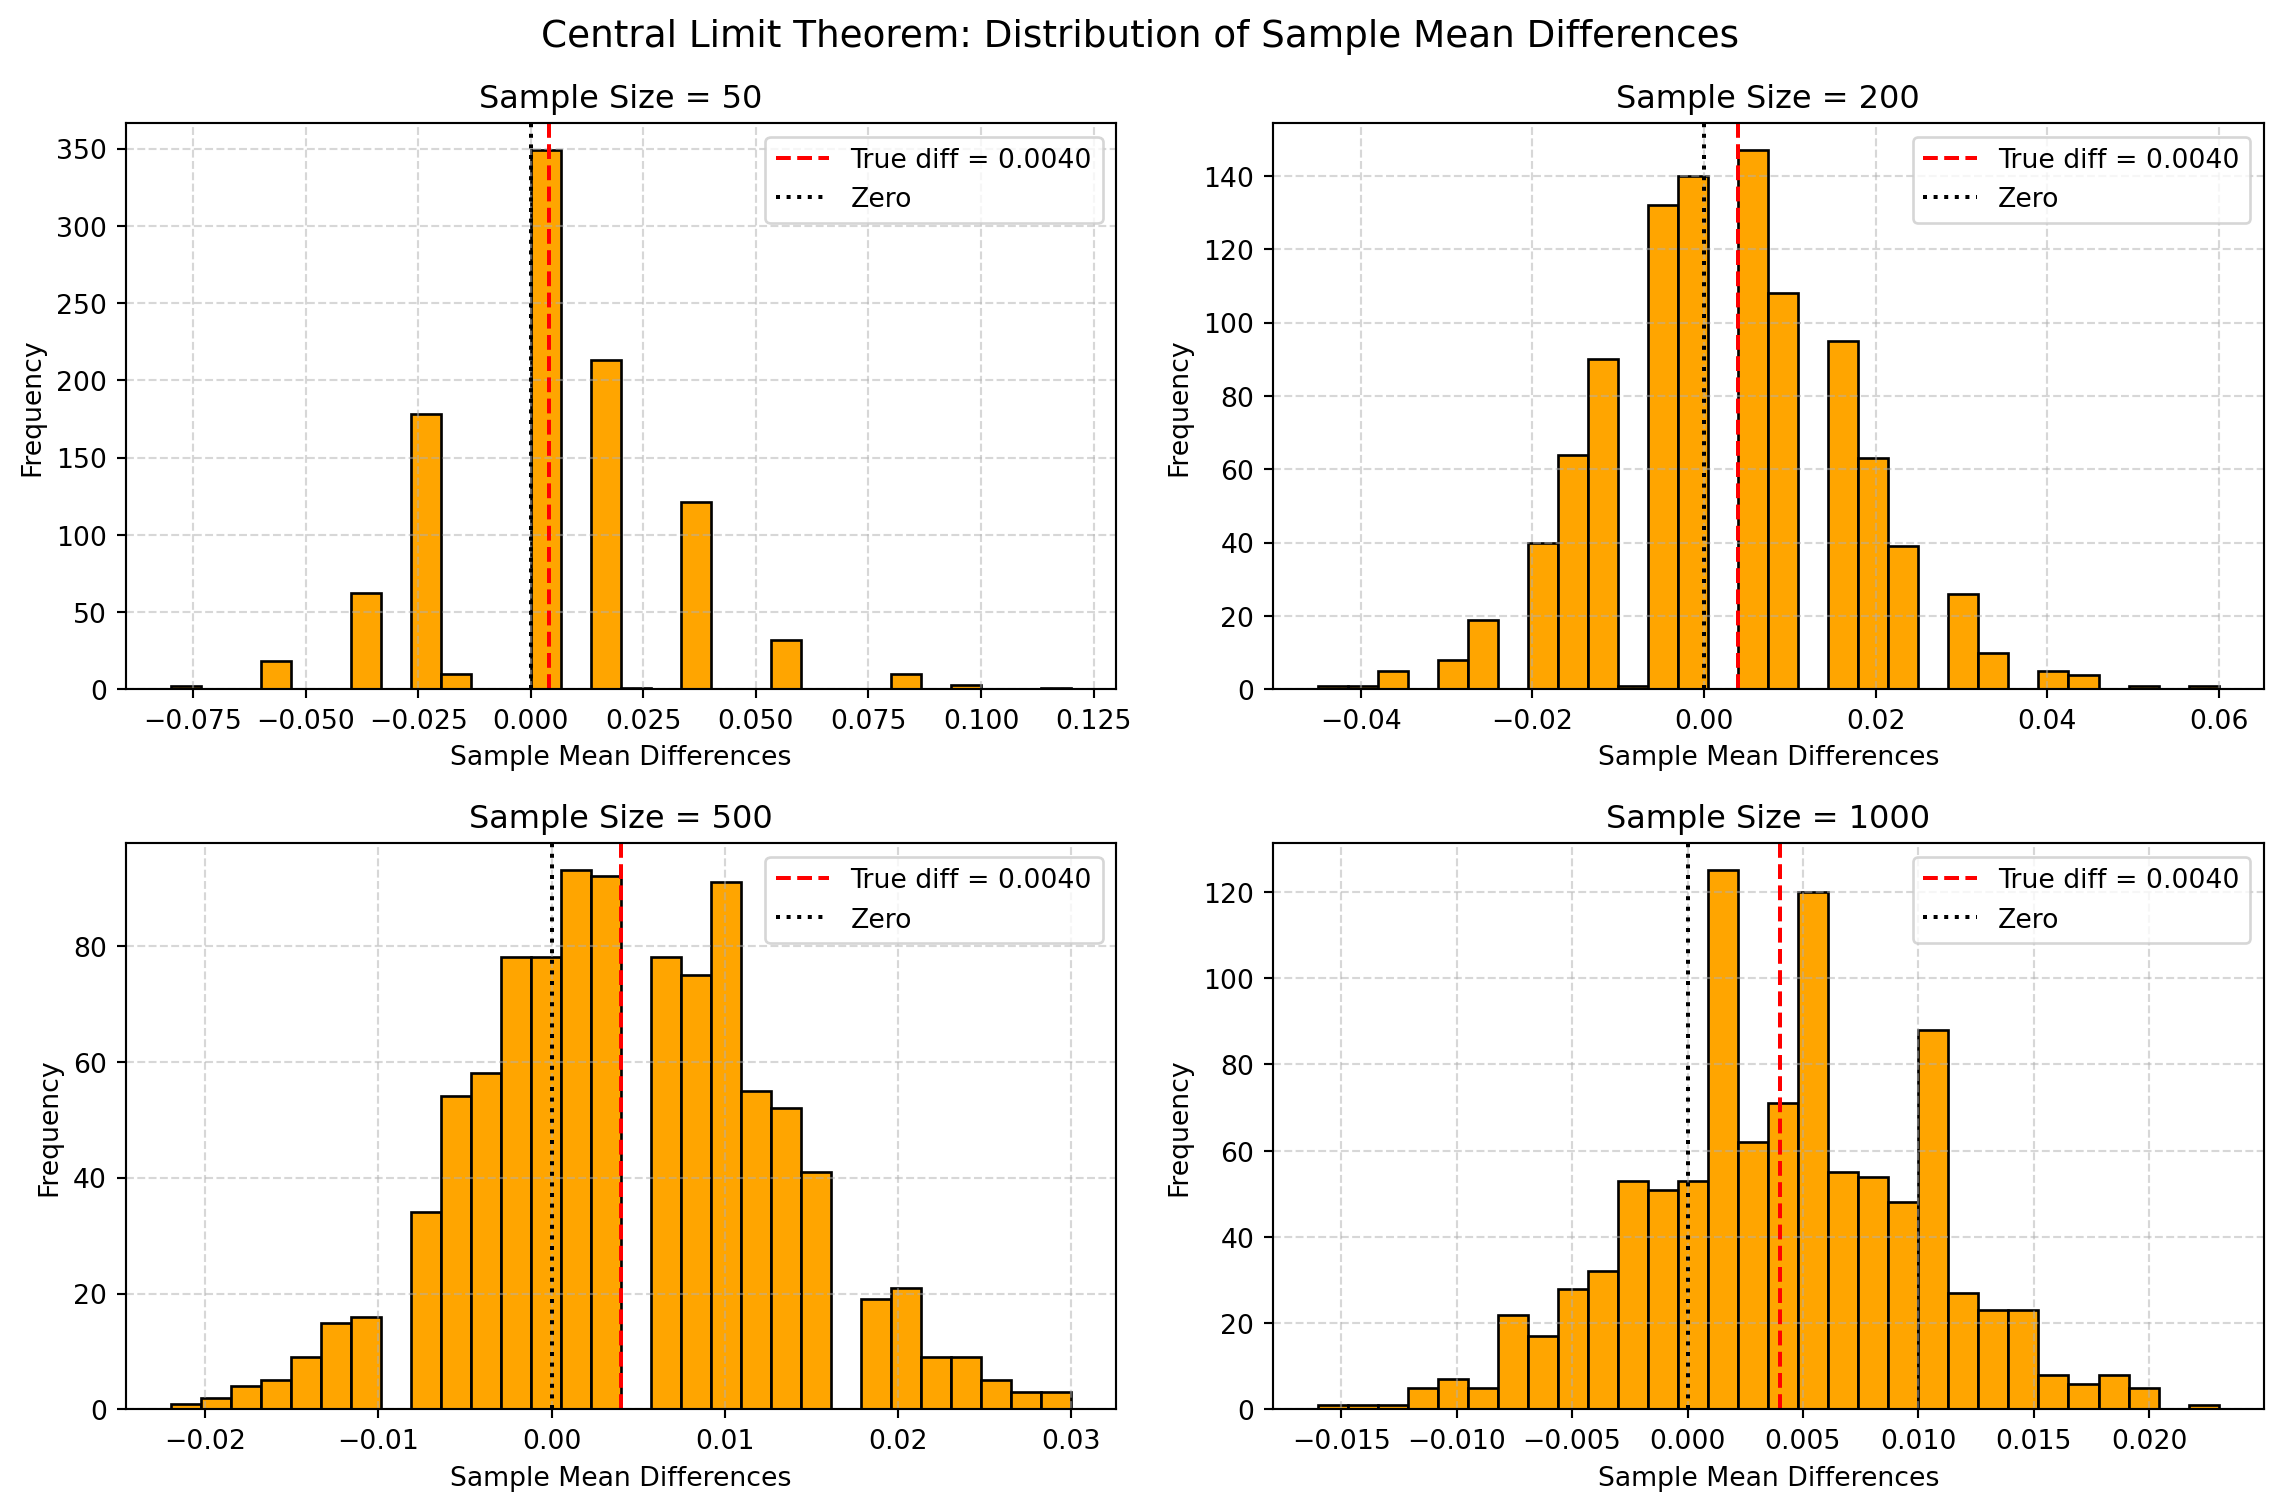 Central Limit Theorem: Distribution of Sample Mean Differences
Sample Size = 50
350
300
250
200
150
100
50
0
Frequency
True diff = 0.0040
Zero
−0.075 −0.050 −0.025 0.000 0.025 0.050 0.075 0.100 0.125
Sample Mean Differences
Sample Size = 200
140
120
100
80
60
40
20
0
Frequency
True diff = 0.0040
Zero
−0.04 −0.02 0.00 0.02 0.04 0.06
Sample Mean Differences
Sample Size = 500
80
60
40
20
0
Frequency
True diff = 0.0040
Zero
−0.02 −0.01 0.00 0.01 0.02 0.03
Sample Mean Differences
Sample Size = 1000
120
100
80
60
40
20
0
Frequency
True diff = 0.0040
Zero
−0.015 −0.010 −0.005 0.000 0.005 0.010 0.015 0.020
Sample Mean Differences